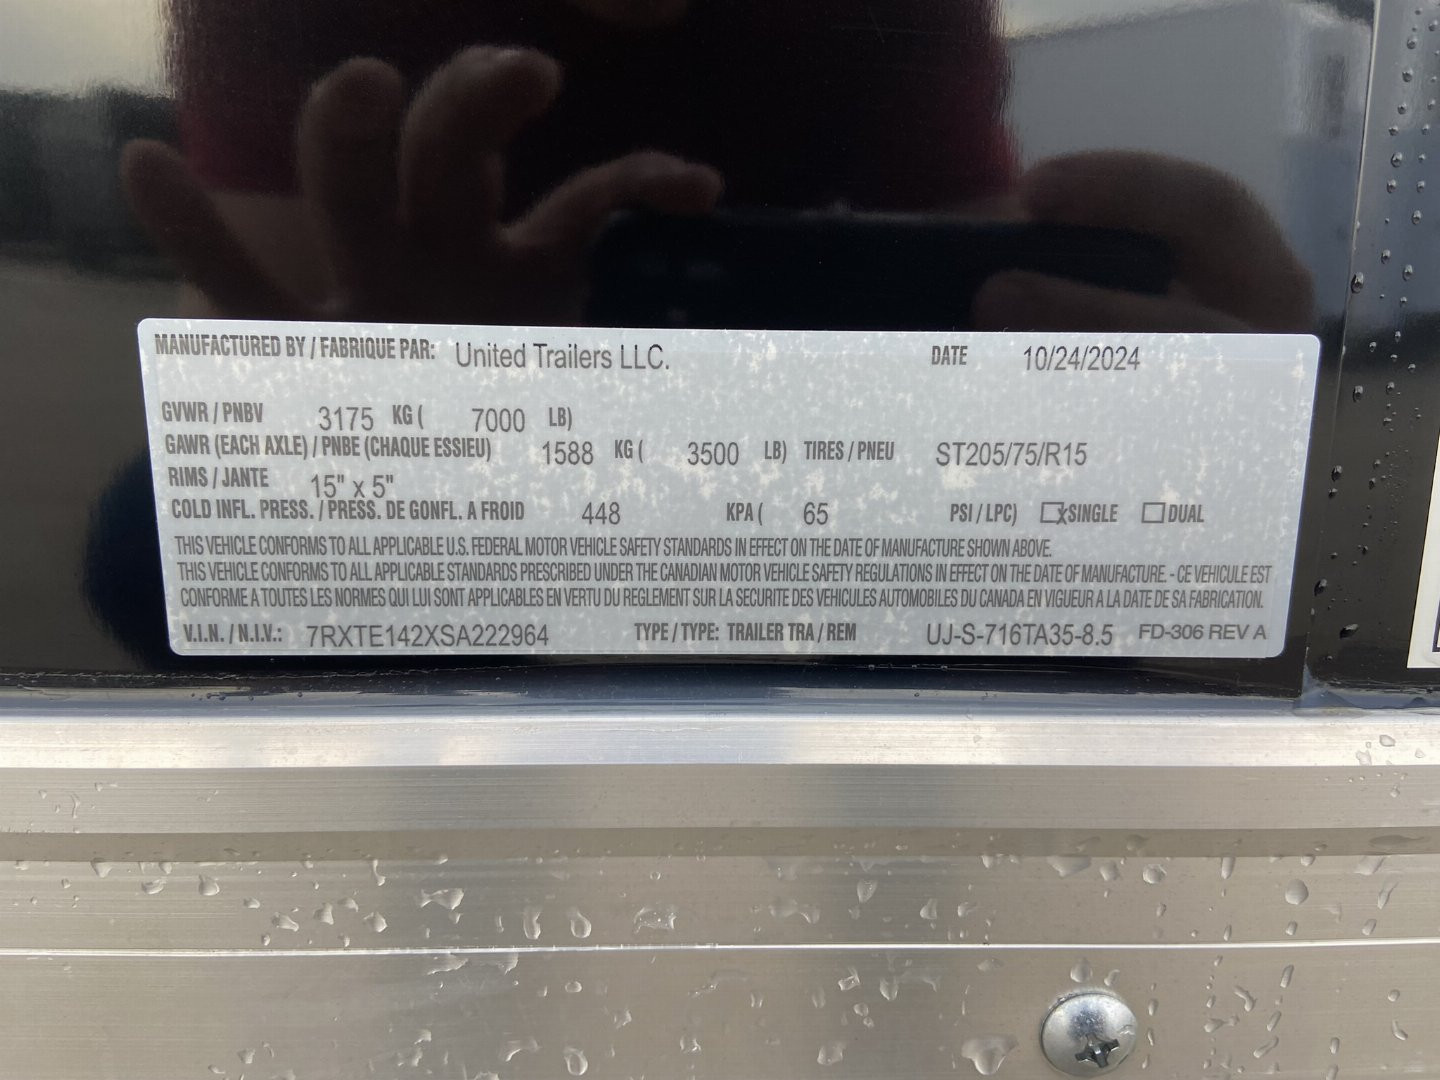 MANUFACTURED BY / FABRIQUE PAR: United Trailers LLC. DATE 10/24/2024
GVWR / PNBV 3175 KG ( 7000 LB)
GAWR (EACH AXLE) / PNBE (CHAQUE ESSIEU) 1588 KG ( 3500 LB) TIRES / PNEU ST205/75/R15
RIMS / JANTE 15" x 5"
COLD INFL. PRESS. / PRESS. DE GONFL. A FROID 448 KPA ( 65 PSI / LPC) ☒SINGLE ☐DUAL
THIS VEHICLE CONFORMS TO ALL APPLICABLE U.S. FEDERAL MOTOR VEHICLE SAFETY STANDARDS IN EFFECT ON THE DATE OF MANUFACTURE SHOWN ABOVE.
THIS VEHICLE CONFORMS TO ALL APPLICABLE STANDARDS PRESCRIBED UNDER THE CANADIAN MOTOR VEHICLE SAFETY REGULATIONS IN EFFECT ON THE DATE OF MANUFACTURE. - CE VEHICULE EST
CONFORME A TOUTES LES NORMES QUI LUI SONT APPLICABLES EN VERTU DU REGLEMENT SUR LA SECURITE DES VEHICLES AUTOMOBILES DU CANADA EN VIGUEUR A LA DATE DE SA FABRICATION.
V.I.N. / N.I.V.: 7RXTE142XSA222964 TYPE / TYPE: TRAILER TRA / REM UJ-S-716TA35-8.5 FD-306 REV A